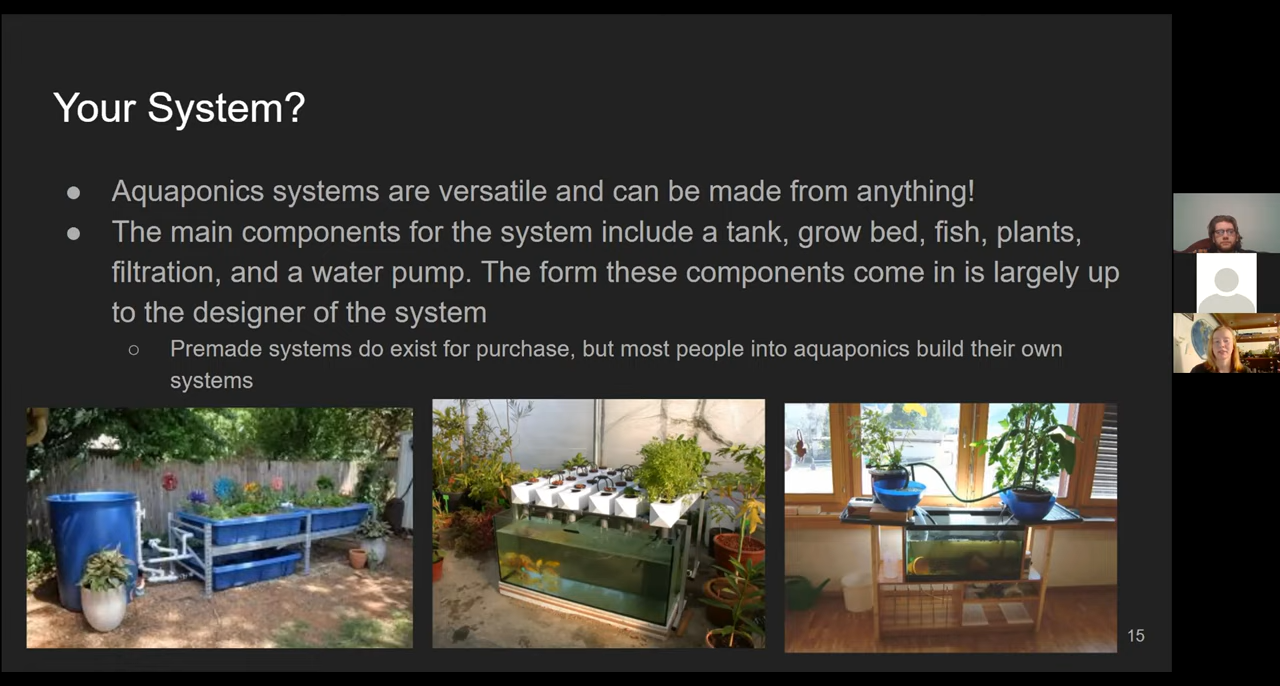 Your System?
● Aquaponics systems are versatile and can be made from anything!
● The main components for the system include a tank, grow bed, fish, plants,
filtration, and a water pump. The form these components come in is largely up
to the designer of the system
○ Premade systems do exist for purchase, but most people into aquaponics build their own
systems
15